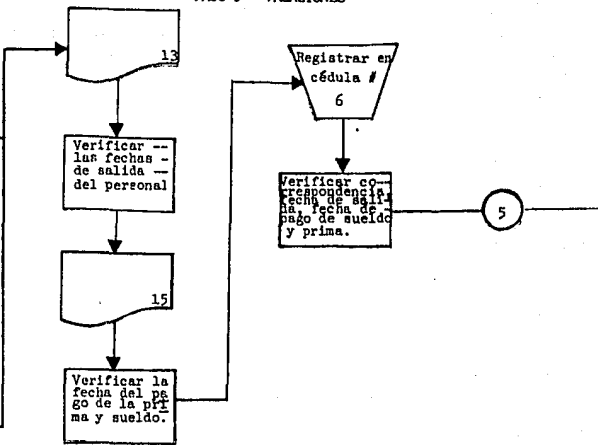 13
Verificar --
las fechas -
de salida —
del personal
15
Verificar la
fecha del pa
go de la pri
ma y sueldo.
Registrar en
cédula #
6
Verificar co--
rrespondencia
fecha de sali-
da, fecha de -
pago de sueldo
y prima.
5